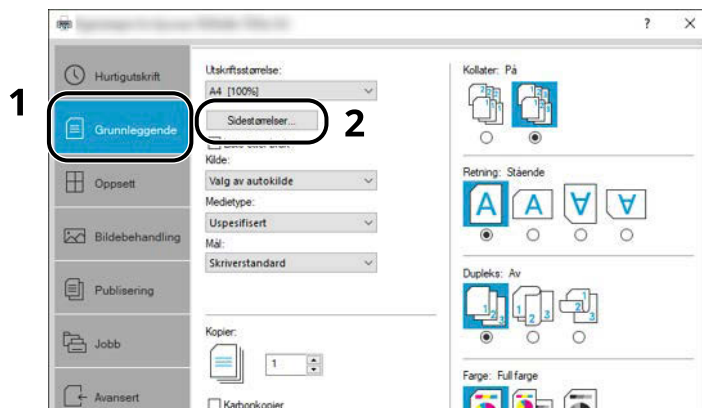 ?
1
2
Hurtigutskrift
Grunnleggende
Oppsett
Bildebehandling
Publisering
Jobb
Avansert
Utskriftsstørrelse:
A4 [100%]
Sidestørrelser...
Kilde:
Valg av autokilde
Medietype:
Uspesifisert
Mål:
Skriverstandard
Kopier:
1
Karbonkopier
Kollater: På
Retning: Stående
A A A A
Dupleks: Av
Farge: Full farge